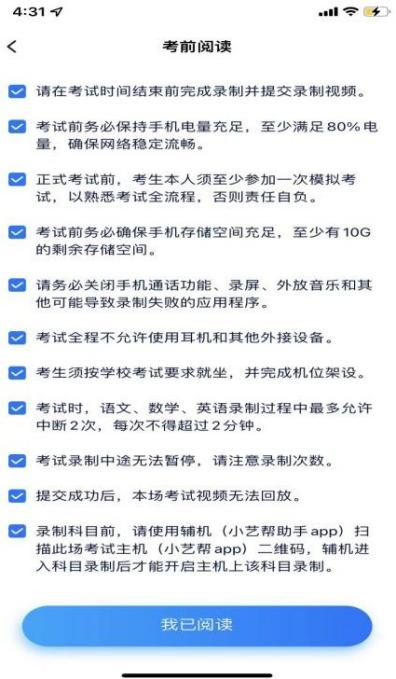 4:31
考前阅读
请在考试时间结束前完成录制并提交录制视频。
考试前务必保持手机电量充足，至少满足80%电
量，确保网络稳定流畅。
正式考试前，考生本人须至少参加一次模拟考
试，以熟悉考试全流程，否则责任自负。
考试前务必确保手机存储空间充足，至少有10G
的剩余存储空间。
请务必关闭手机通话功能、录屏、外放音乐和其
他可能导致录制失败的应用程序。
考试全程不允许使用耳机和其他外接设备。
考生须按学校考试要求就坐，并完成机位架设。
考试时，语文、数学、英语录制过程中最多允许
中断2次，每次不得超过2分钟。
考试录制中途无法暂停，请注意录制次数。
提交成功后，本场考试视频无法回放。
录制科目前，请使用辅机（小艺帮助手app）扫
描此场考试主机（小艺帮app）二维码，辅机进
入科目录制后才能开启主机上该科目录制。
我已阅读